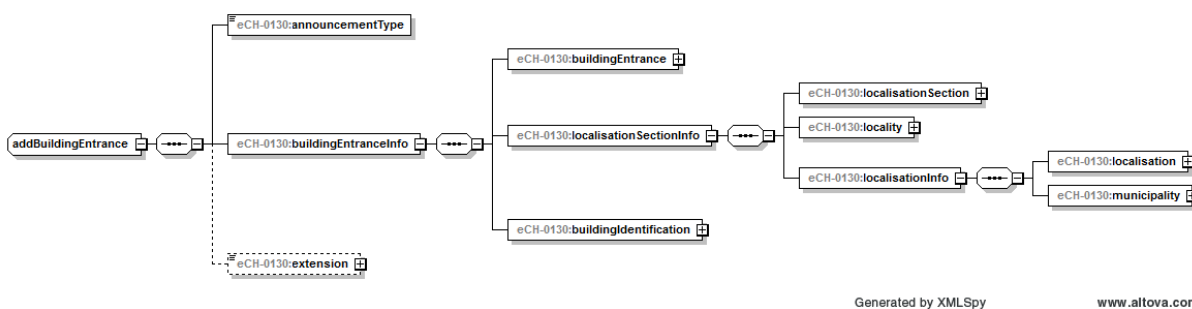 eCH-0130:announcementType
eCH-0130:buildingEntrance
eCH-0130:localisationSection
eCH-0130:locality
addBuildingEntrance
eCH-0130:buildingEntranceInfo
eCH-0130:localisationSectionInfo
eCH-0130:localisationInfo
eCH-0130:localisation
eCH-0130:municipality
eCH-0130:buildingIdentification
eCH-0130:extension
Generated by XMLSpy
www.altova.com